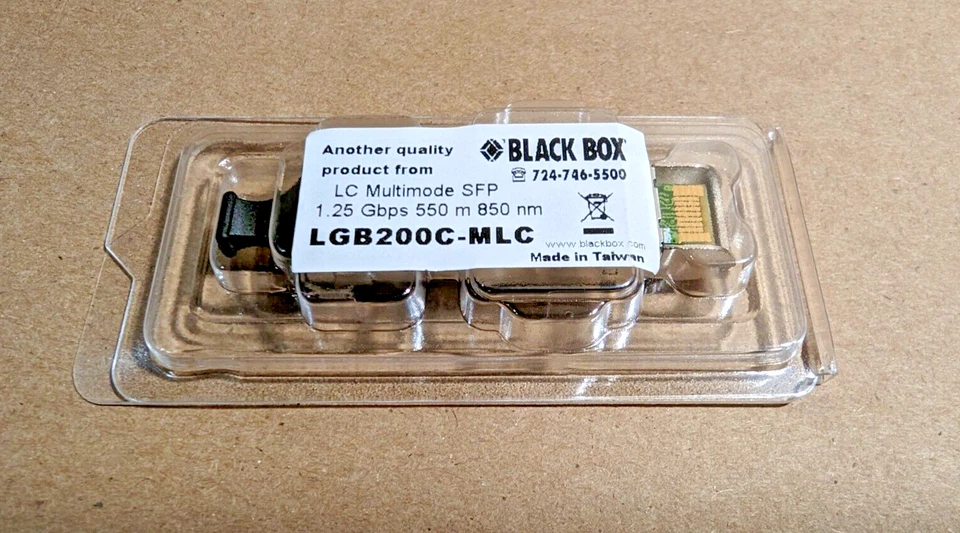 Another quality
product from
LC Multimode SFP
1.25 Gbps 550 m 850 nm
LGB200C-MLC
BLACK BOX
724-746-5500
www.blackbox.com
Made in Taiwan